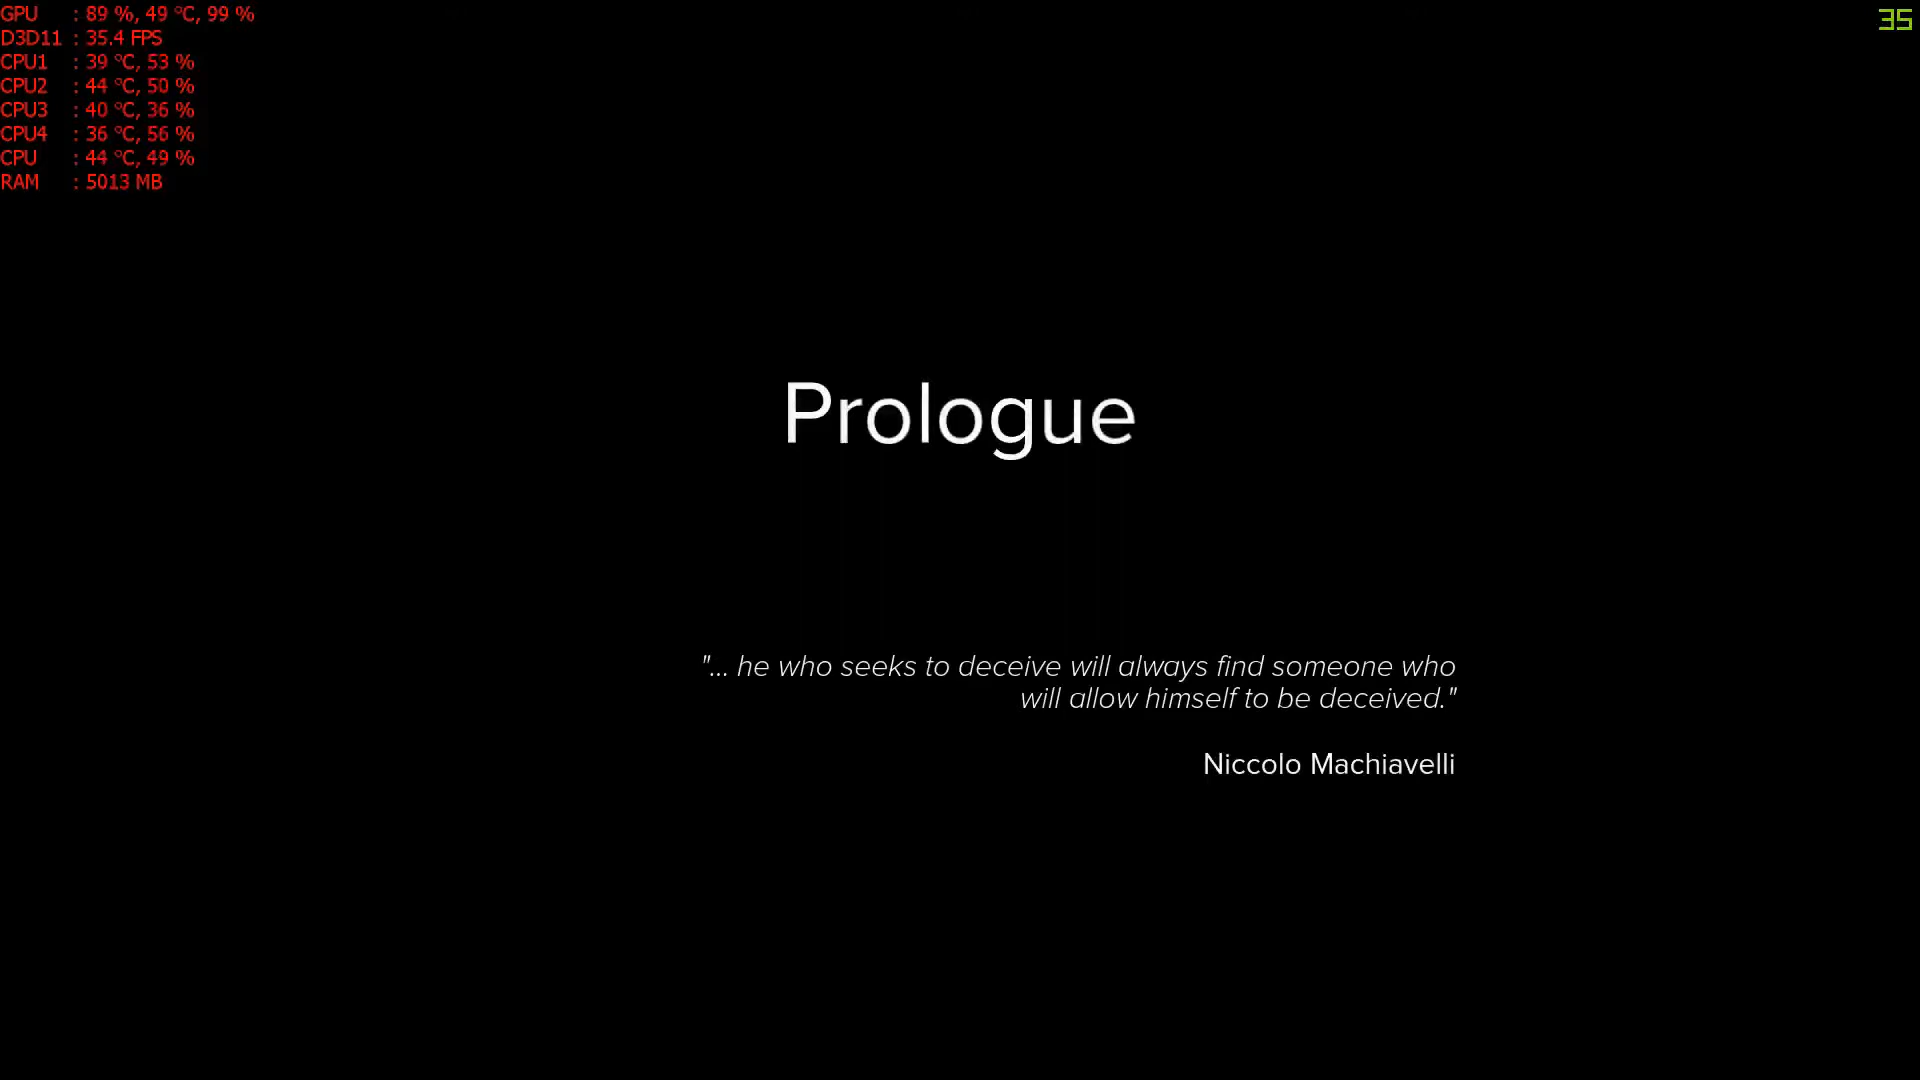 GPU : 89 %, 49 °C, 99 %
35
D3D11 : 35.4 FPS
CPU1 : 39 °C, 53 %
CPU2 : 44 °C, 50 %
CPU3 : 40 °C, 36 %
CPU4 : 36 °C, 56 %
CPU : 44 °C, 49 %
RAM : 5013 MB
Prologue
"... he who seeks to deceive will always find someone who
will allow himself to be deceived."
Niccolo Machiavelli